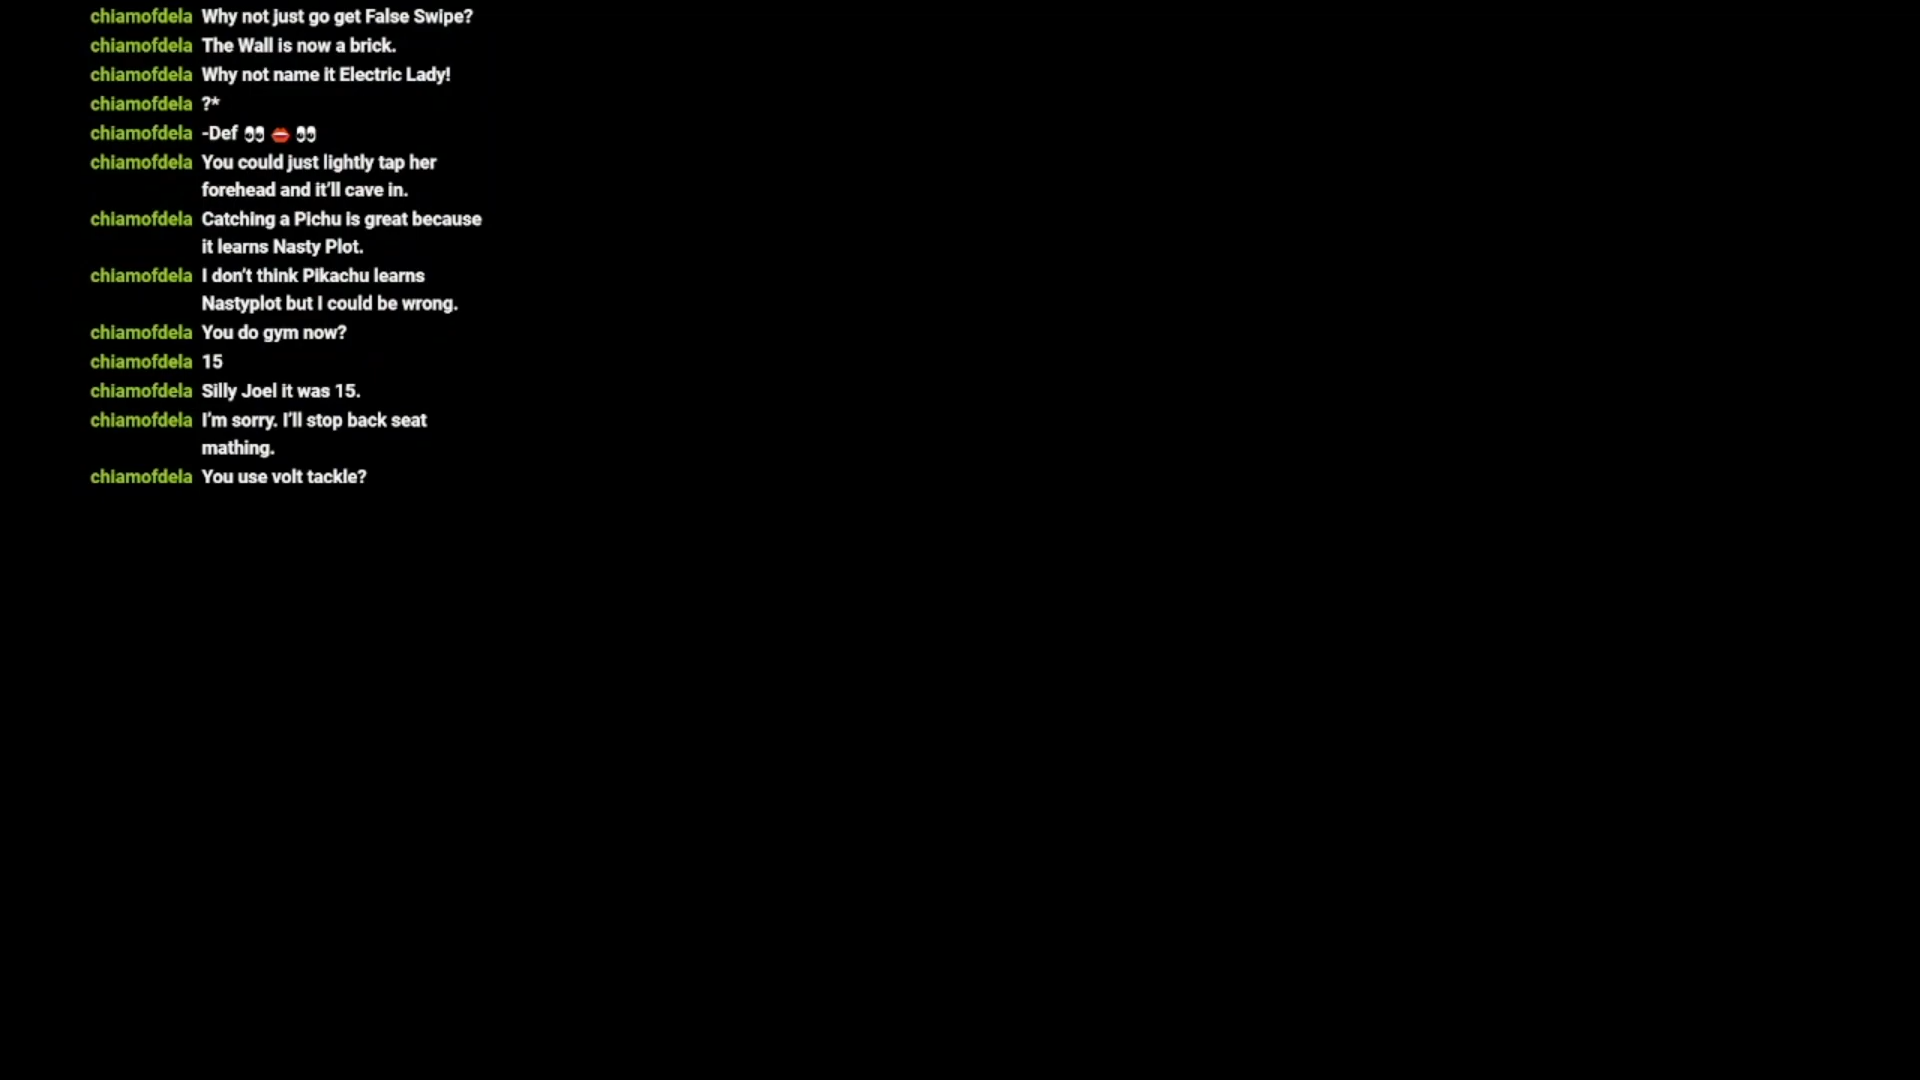 chiamofdela Why not just go get False Swipe?
chiamofdela The Wall is now a brick.
chiamofdela Why not name it Electric Lady!
chiamofdela ?*
chiamofdela -Def 👀 👄 👀
chiamofdela You could just lightly tap her
forehead and it’ll cave in.
chiamofdela Catching a Pichu is great because
it learns Nasty Plot.
chiamofdela I don’t think Pikachu learns
Nastyplot but I could be wrong.
chiamofdela You do gym now?
chiamofdela 15
chiamofdela Silly Joel it was 15.
chiamofdela I’m sorry. I’ll stop back seat
mathing.
chiamofdela You use volt tackle?